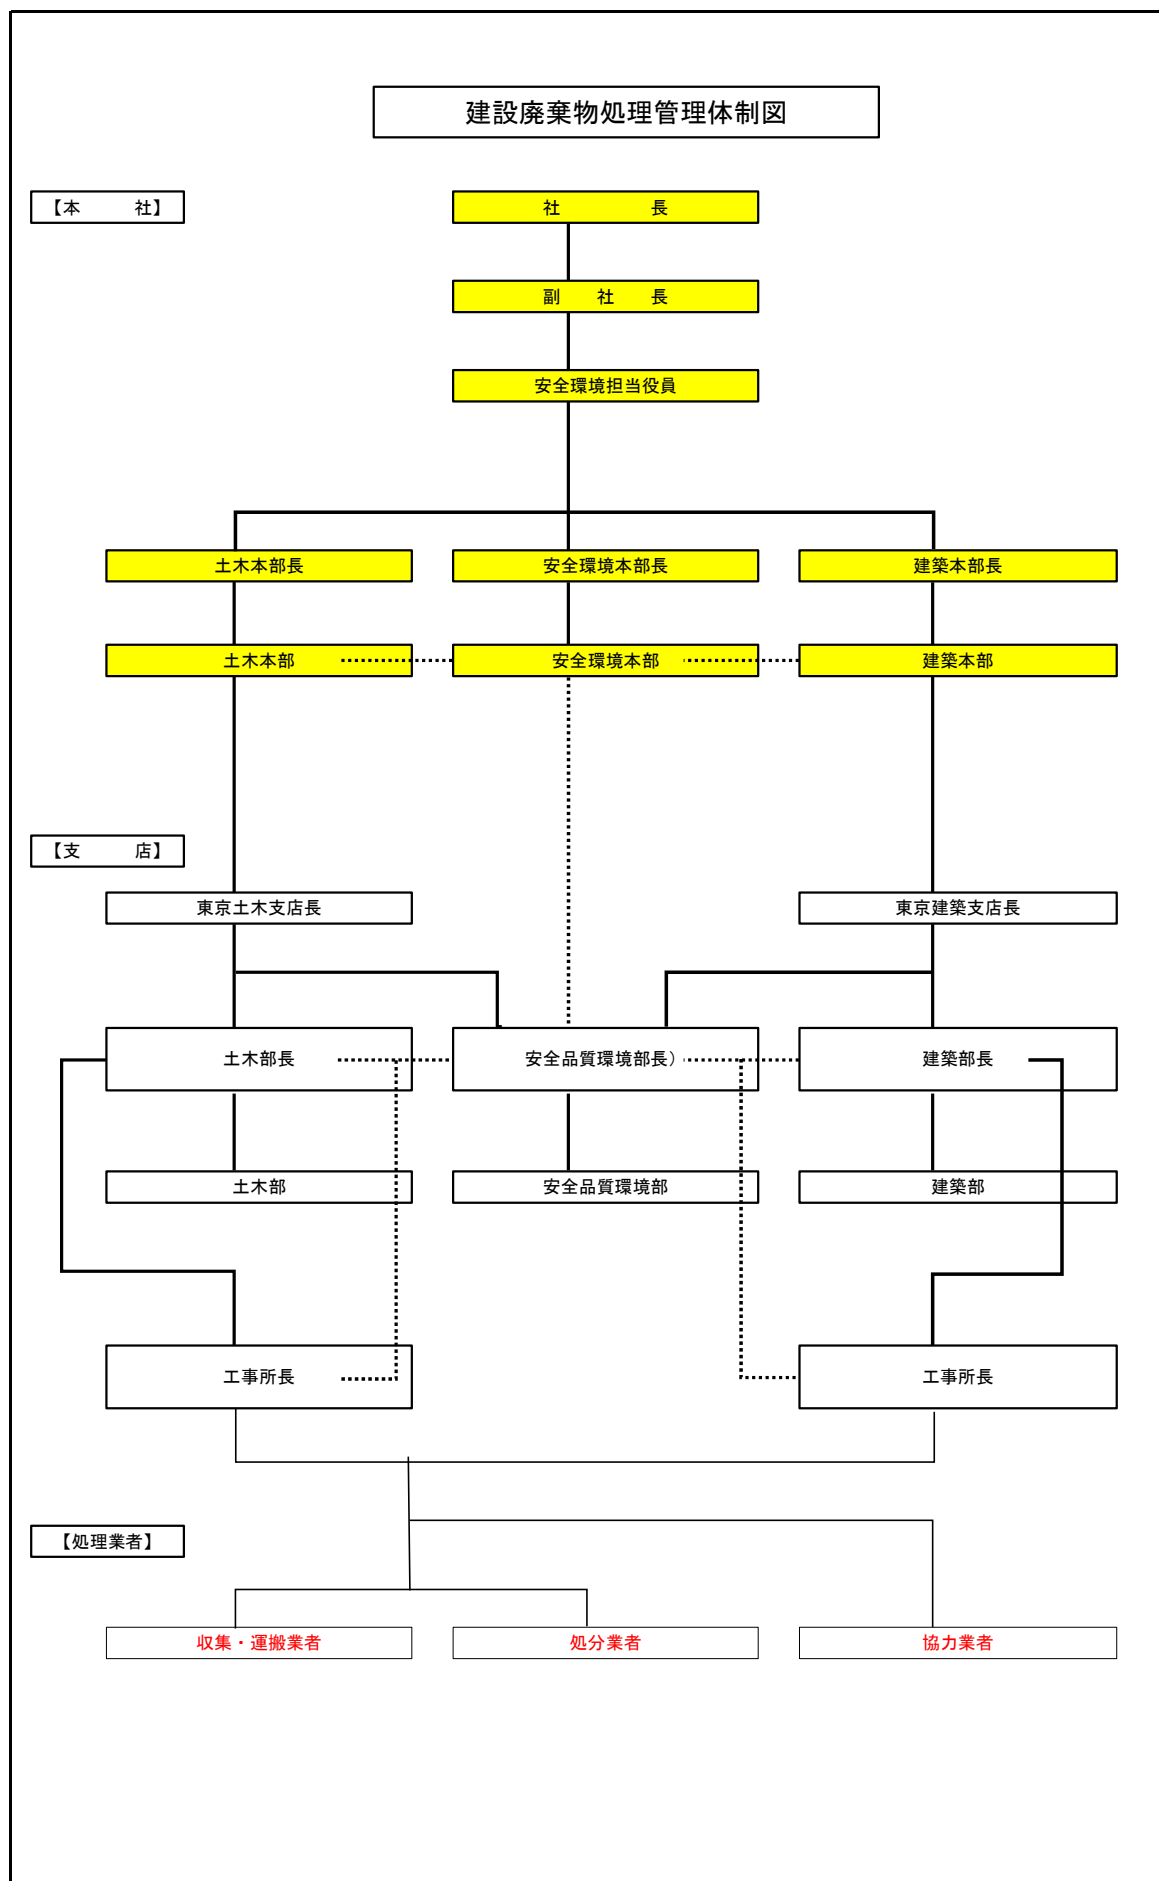 建設廃棄物処理管理体制図
【本　　　社】
社　　　　　長
副　　社　　長
安全環境担当役員
土木本部長
安全環境本部長
建築本部長
土木本部
安全環境本部
建築本部
【支　　　店】
東京土木支店長
東京建築支店長
土木部長
安全品質環境部長）
建築部長
土木部
安全品質環境部
建築部
工事所長
工事所長
【処理業者】
収集・運搬業者
処分業者
協力業者